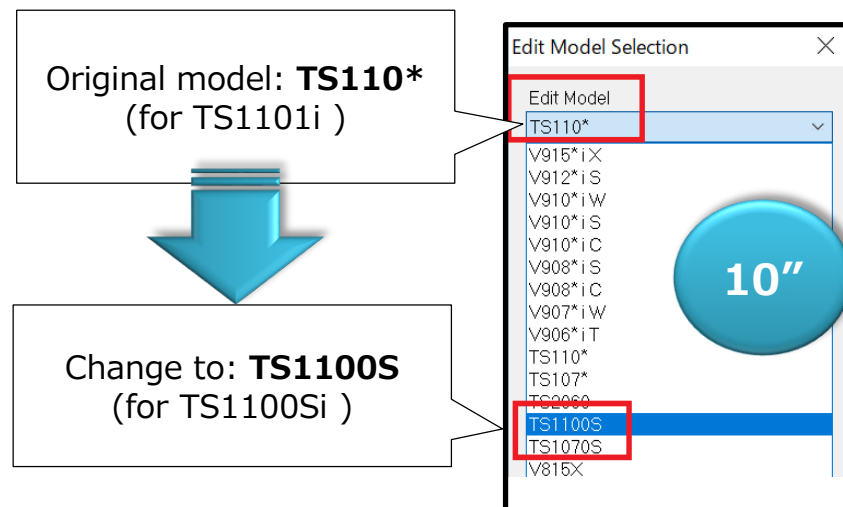 Original model: TS110*
(for TS1101i )
Change to: TS1100S
(for TS1100Si )
Edit Model Selection
Edit Model
TS110*
V915*iX
V912*iS
V910*iW
V910*iS
V910*iC
V908*iS
V908*iC
V907*iW
V906*iT
TS110*
TS107*
TS2060
TS1100S
TS1070S
V815X
10″